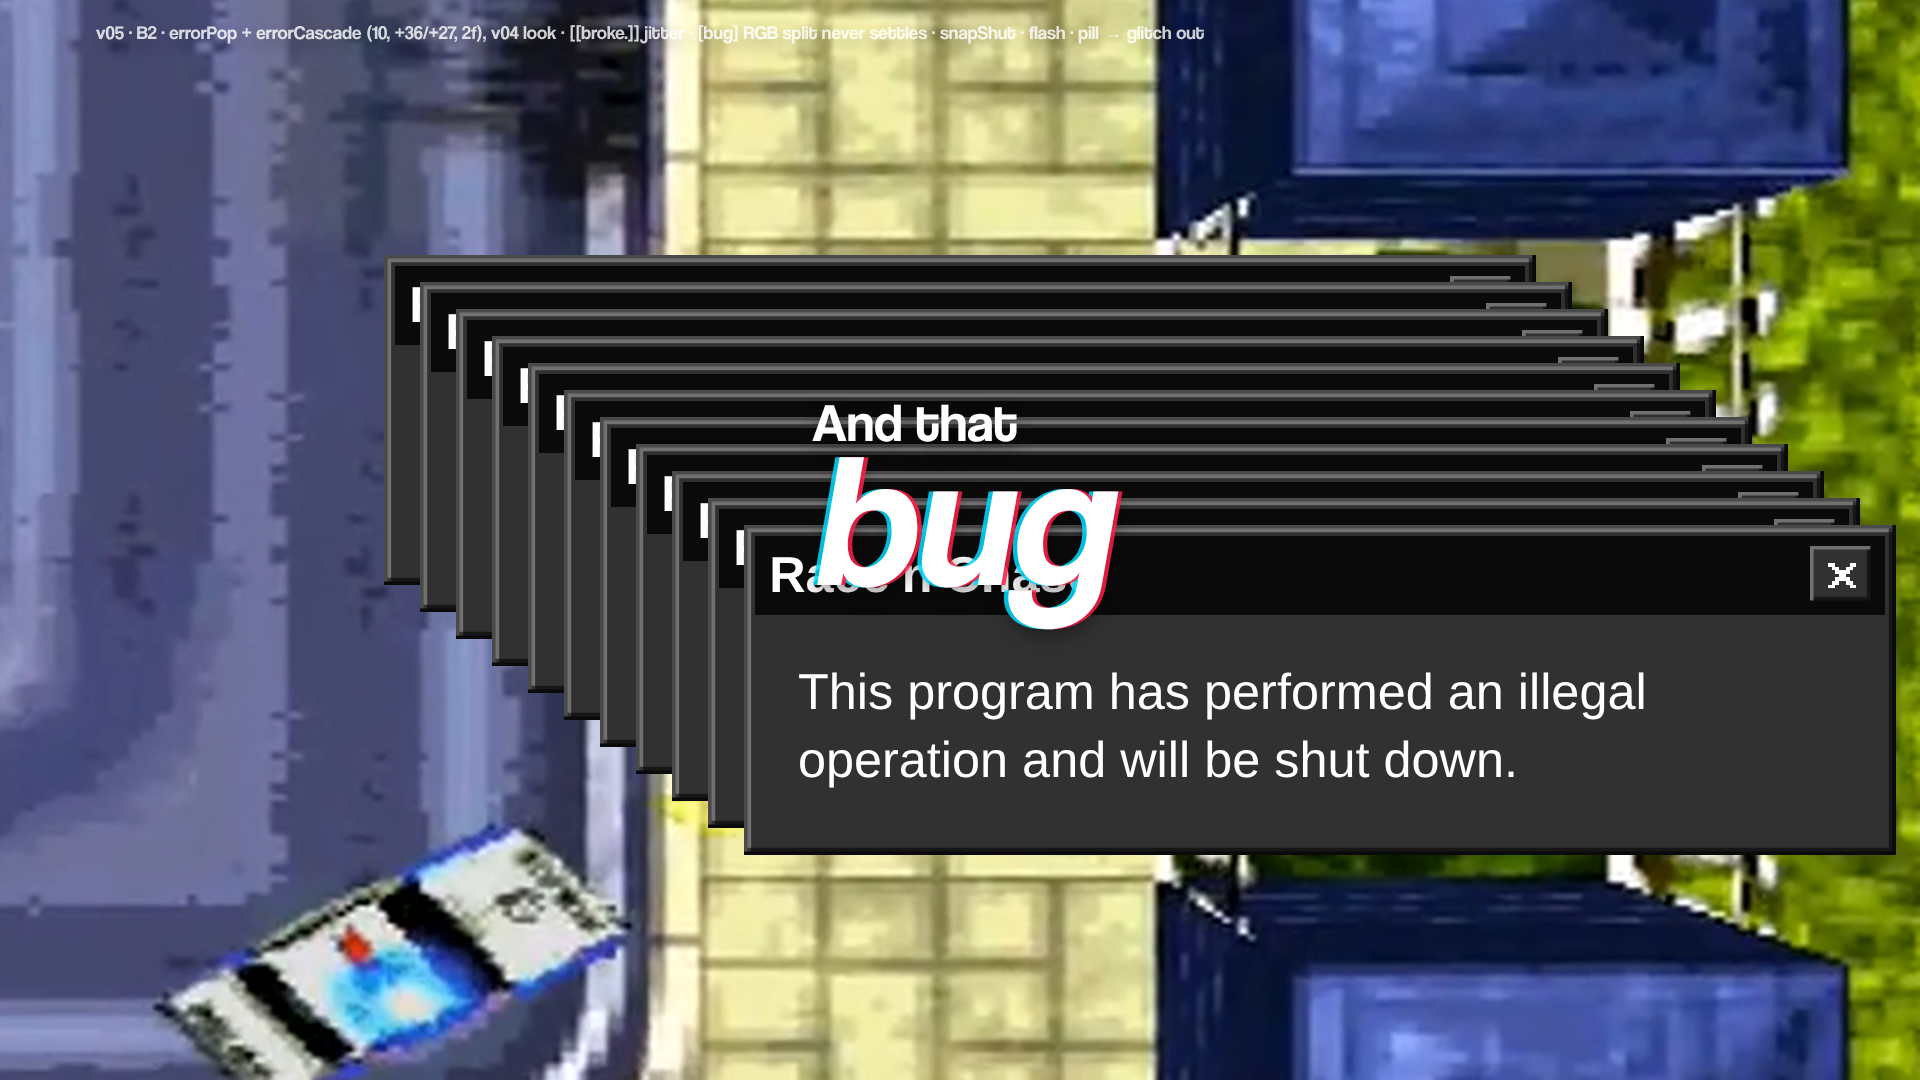 v05 · B2 · errorPop + errorCascade (10, +36/+27, 2f), v04 look · [[broke.]] jitter · [bug] RGB split never settles · snapShut · flash · pill → glitch out
And that
bug
This program has performed an illegal
operation and will be shut down.